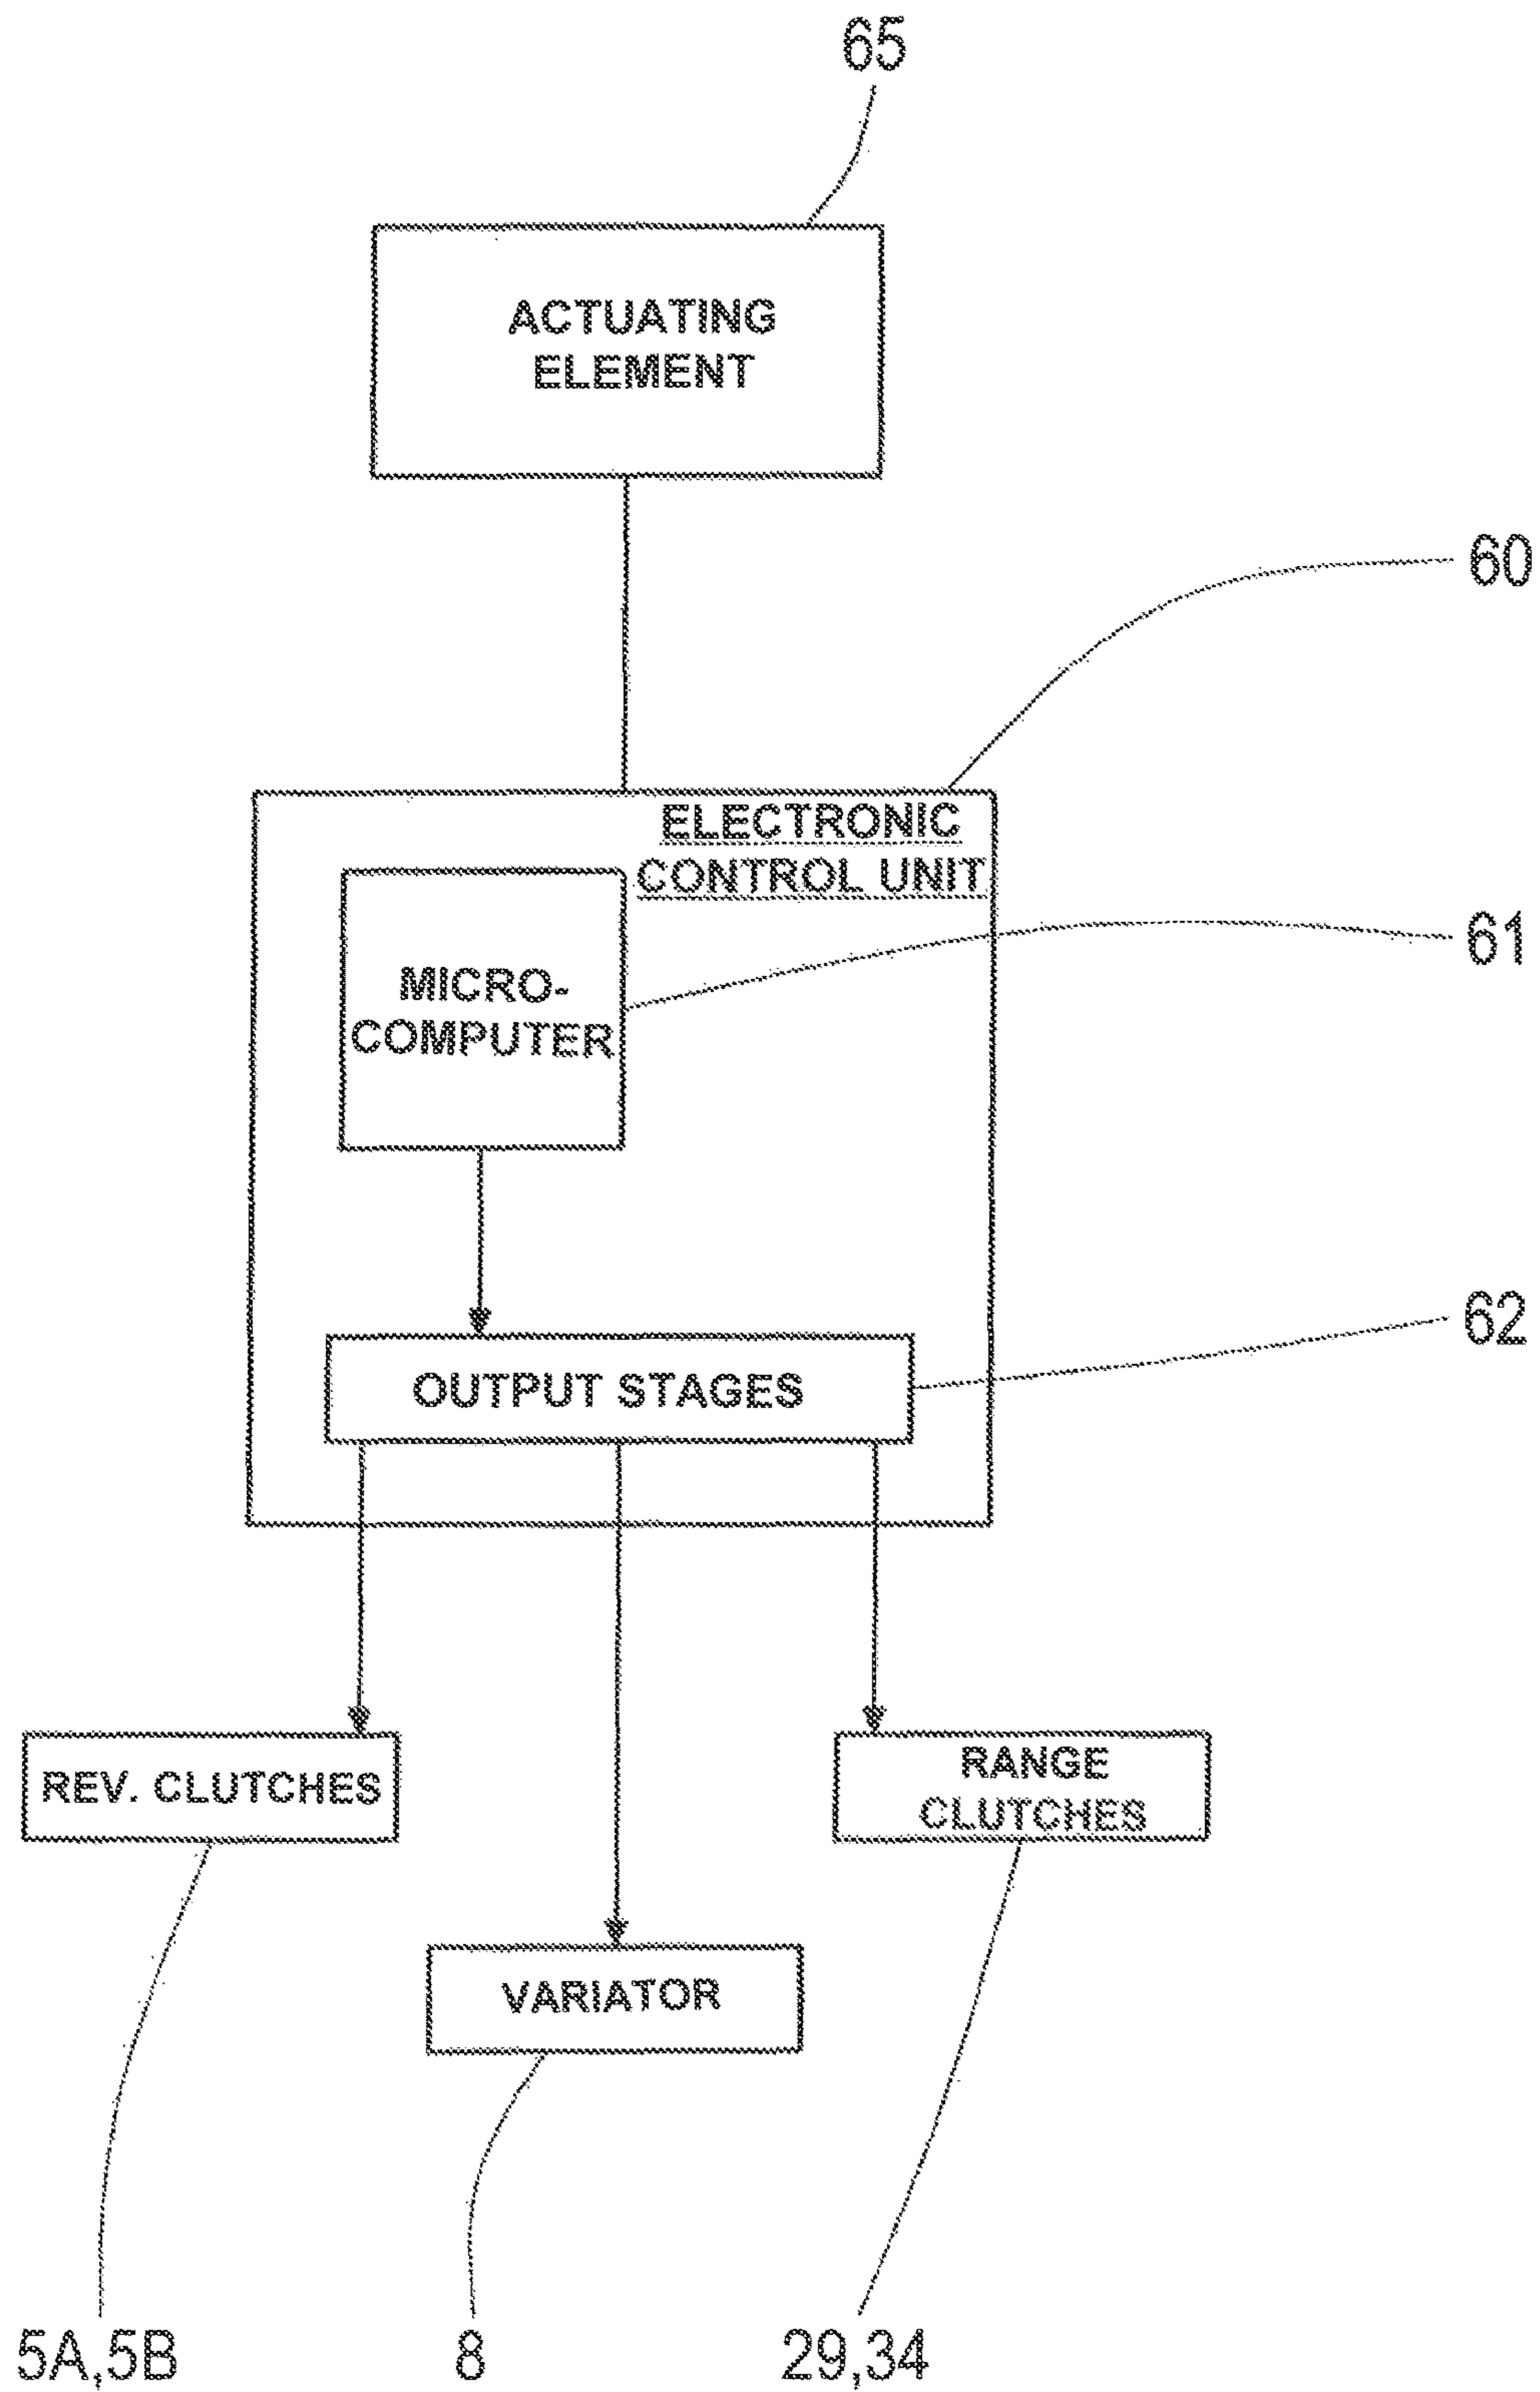 65
ACTUATING
ELEMENT
60
ELECTRONIC
CONTROL UNIT
61
MICRO-
COMPUTER
62
OUTPUT STAGES
REV. CLUTCHES
RANGE
CLUTCHES
VARIATOR
5A,5B
8
29,34